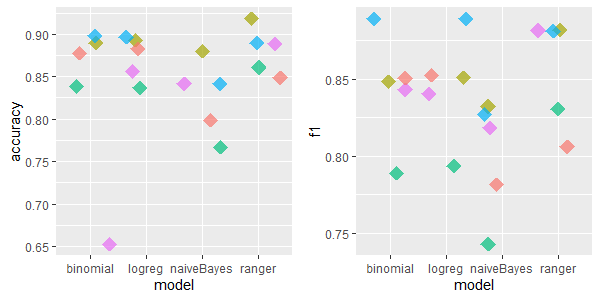 accuracy
0.90
0.85
0.80
0.75
0.70
0.65
binomial logreg naiveBayes ranger
model
f1
0.85
0.80
0.75
binomial logreg naiveBayes ranger
model